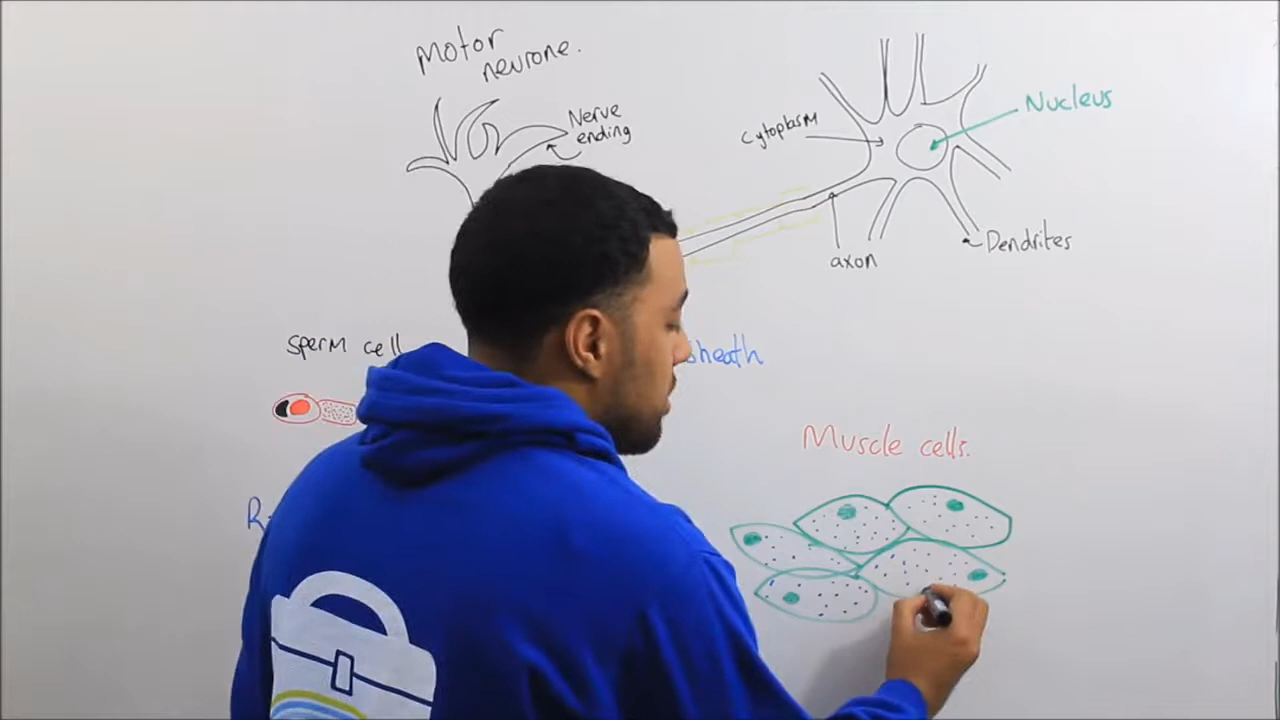 Motor
neurone.
Nerve
ending
Cytoplasm
Nucleus
axon
Dendrites
Sperm cell
sheath
Muscle cells.
R